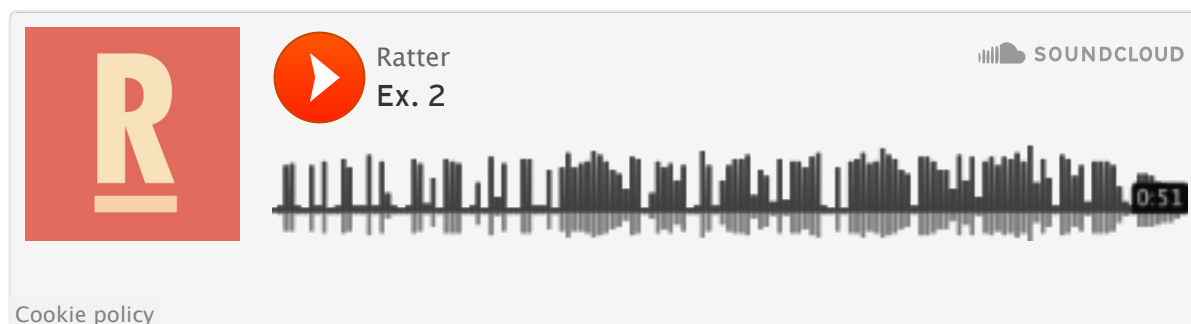 R
Ratter
Ex. 2
SOUNDCLOUD
0:51
Cookie policy